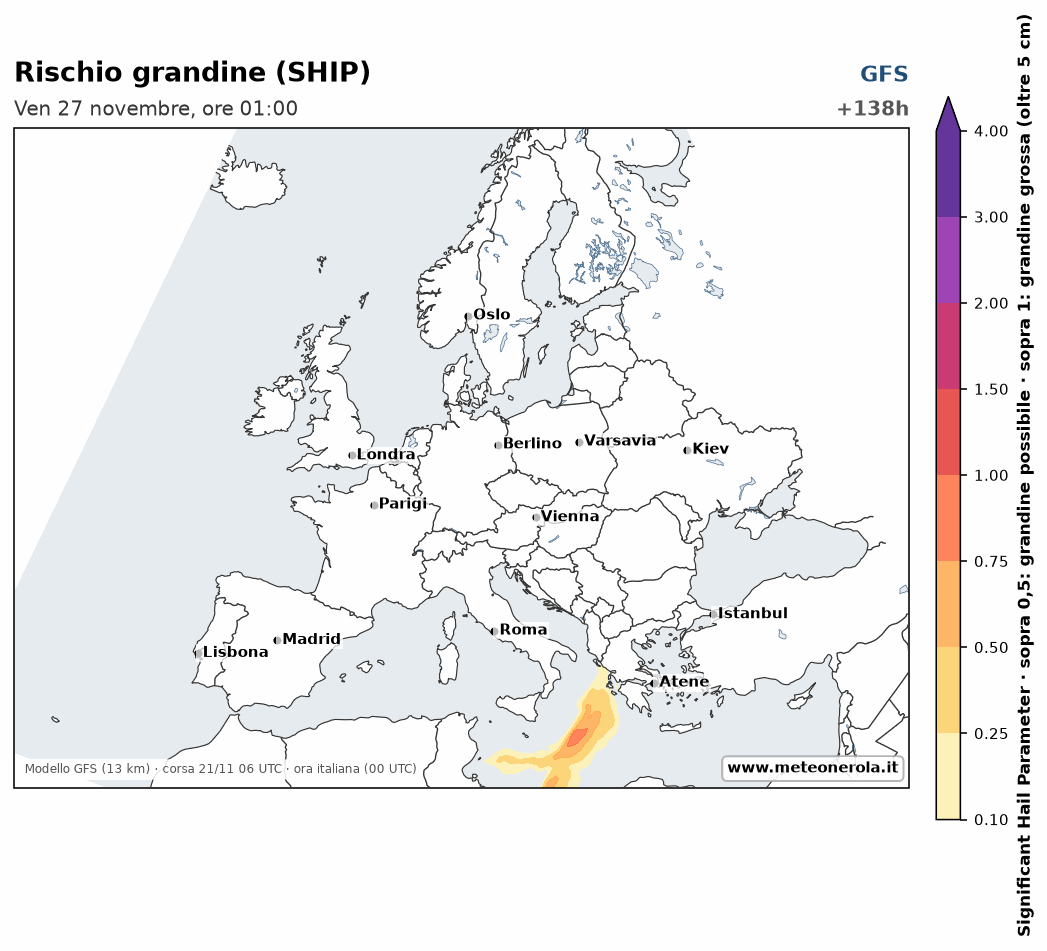 Rischio grandine (SHIP)
GFS
Ven 27 novembre, ore 01:00
+138h
4.00
3.00
2.00
1.50
1.00
0.75
0.50
0.25
0.10
Significant Hail Parameter · sopra 0,5: grandine possibile · sopra 1: grandine grossa (oltre 5 cm)
Oslo
Berlino
Varsavia
Kiev
Londra
Parigi
Vienna
Istanbul
Roma
Madrid
Lisbona
Atene
Modello GFS (13 km) · corsa 21/11 06 UTC · ora italiana (00 UTC)
www.meteonerola.it